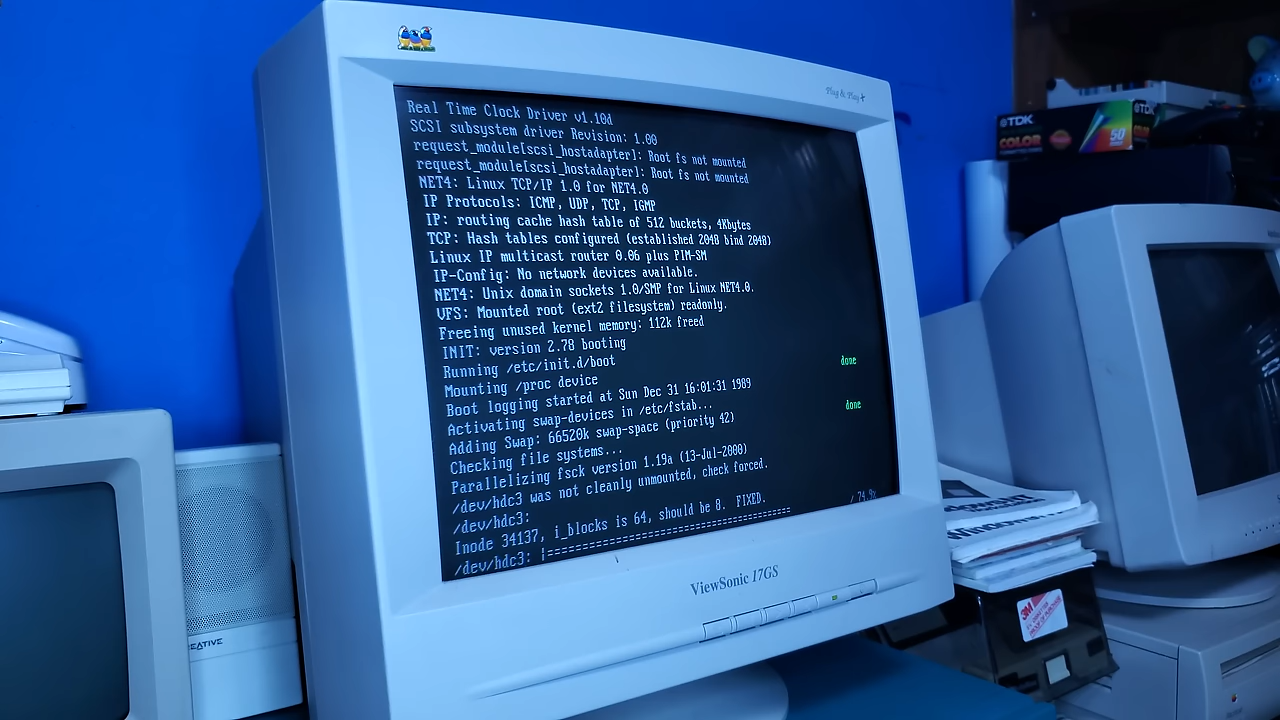 Plug & Play+
Real Time Clock Driver v1.10d
SCSI subsystem driver Revision: 1.00
request_module[scsi_hostadapter]: Root fs not mounted
request_module[scsi_hostadapter]: Root fs not mounted
NET4: Linux TCP/IP 1.0 for NET4.0
IP Protocols: ICMP, UDP, TCP, IGMP
IP: routing cache hash table of 512 buckets, 4Kbytes
TCP: Hash tables configured (established 2048 bind 2048)
Linux IP multicast router 0.06 plus PIM-SM
IP-Config: No network devices available.
NET4: Unix domain sockets 1.0/SMP for Linux NET4.0.
VFS: Mounted root (ext2 filesystem) readonly.
Freeing unused kernel memory: 112k freed
INIT: version 2.78 booting
Running /etc/init.d/boot
Mounting /proc device done
Boot logging started at Sun Dec 31 16:01:31 1989
Activating swap-devices in /etc/fstab... done
Adding Swap: 66520k swap-space (priority 42)
Checking file systems...
Parallelizing fsck version 1.19a (13-Jul-2000)
/dev/hdc3 was not cleanly unmounted, check forced.
/dev/hdc3:
Inode 34137, i_blocks is 64, should be 8. FIXED.
/dev/hdc3: |========================================== / 74.9%
ViewSonic 17GS
TDK
COLOR
50
3M
EATIVE